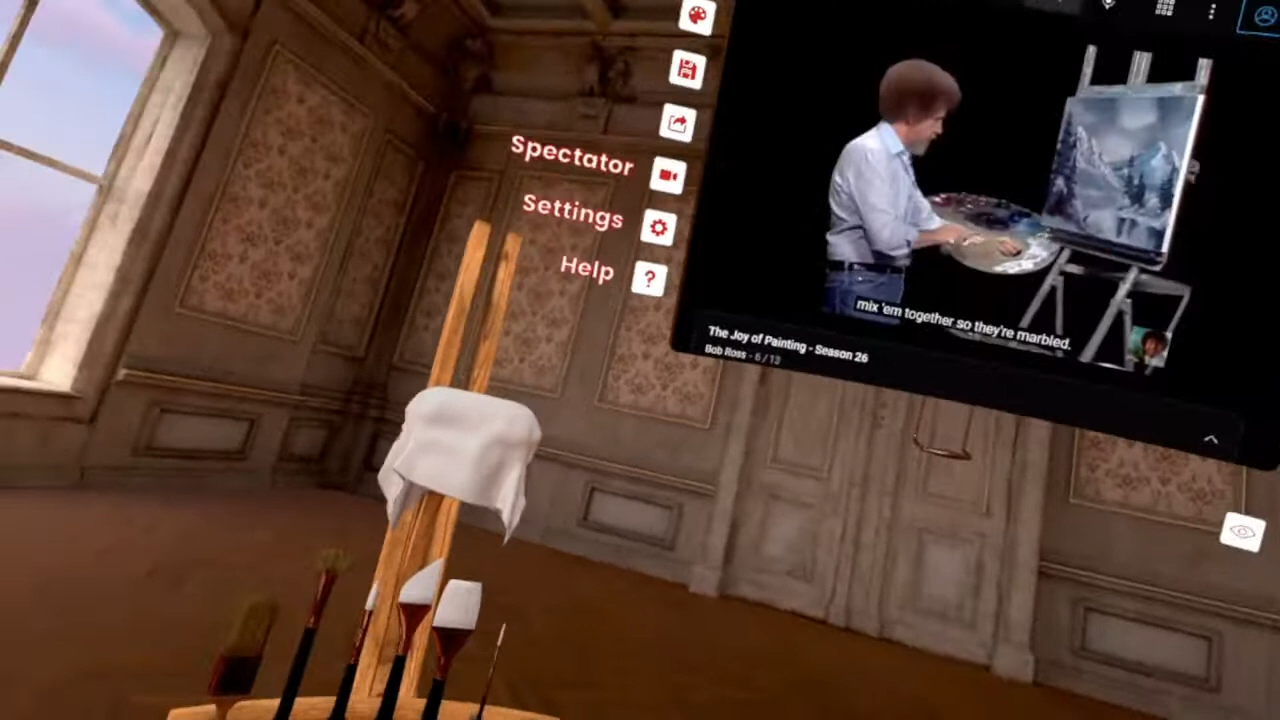 Spectator
Settings
Help
?
mix 'em together so they're marbled.
The Joy of Painting - Season 26
Bob Ross - 6 / 13